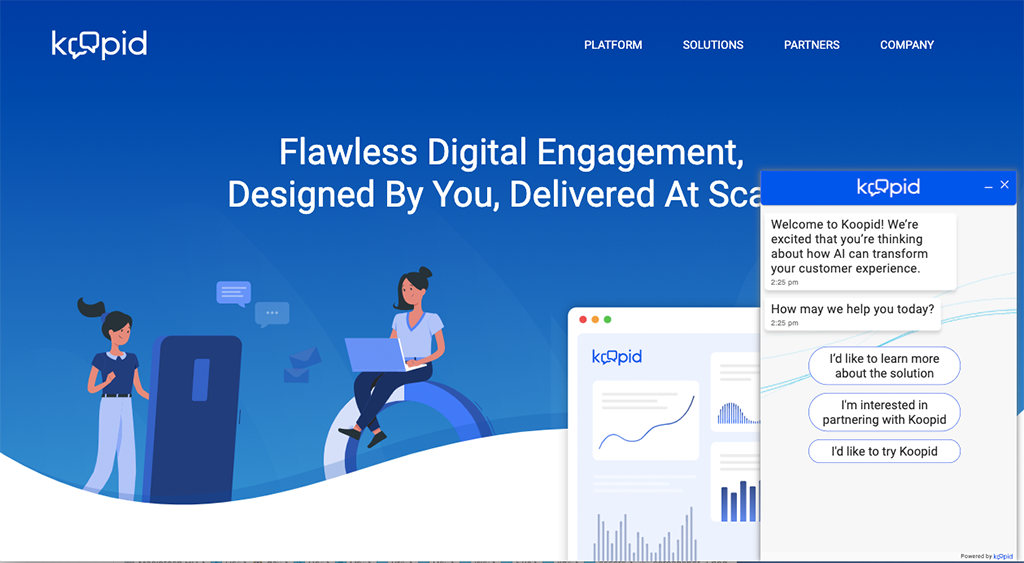 koopid
PLATFORM
SOLUTIONS
PARTNERS
COMPANY
Flawless Digital Engagement,
Designed By You, Delivered At
koopid
Welcome to Koopid! We're
excited that you're thinking
about how AI can transform
your customer experience.
2:25 pm
How may we help you today?
2:25 pm
I'd like to learn more
about the solution
I'm interested in
partnering with Koopid
I'd like to try Koopid
Powered by koopid
koopid